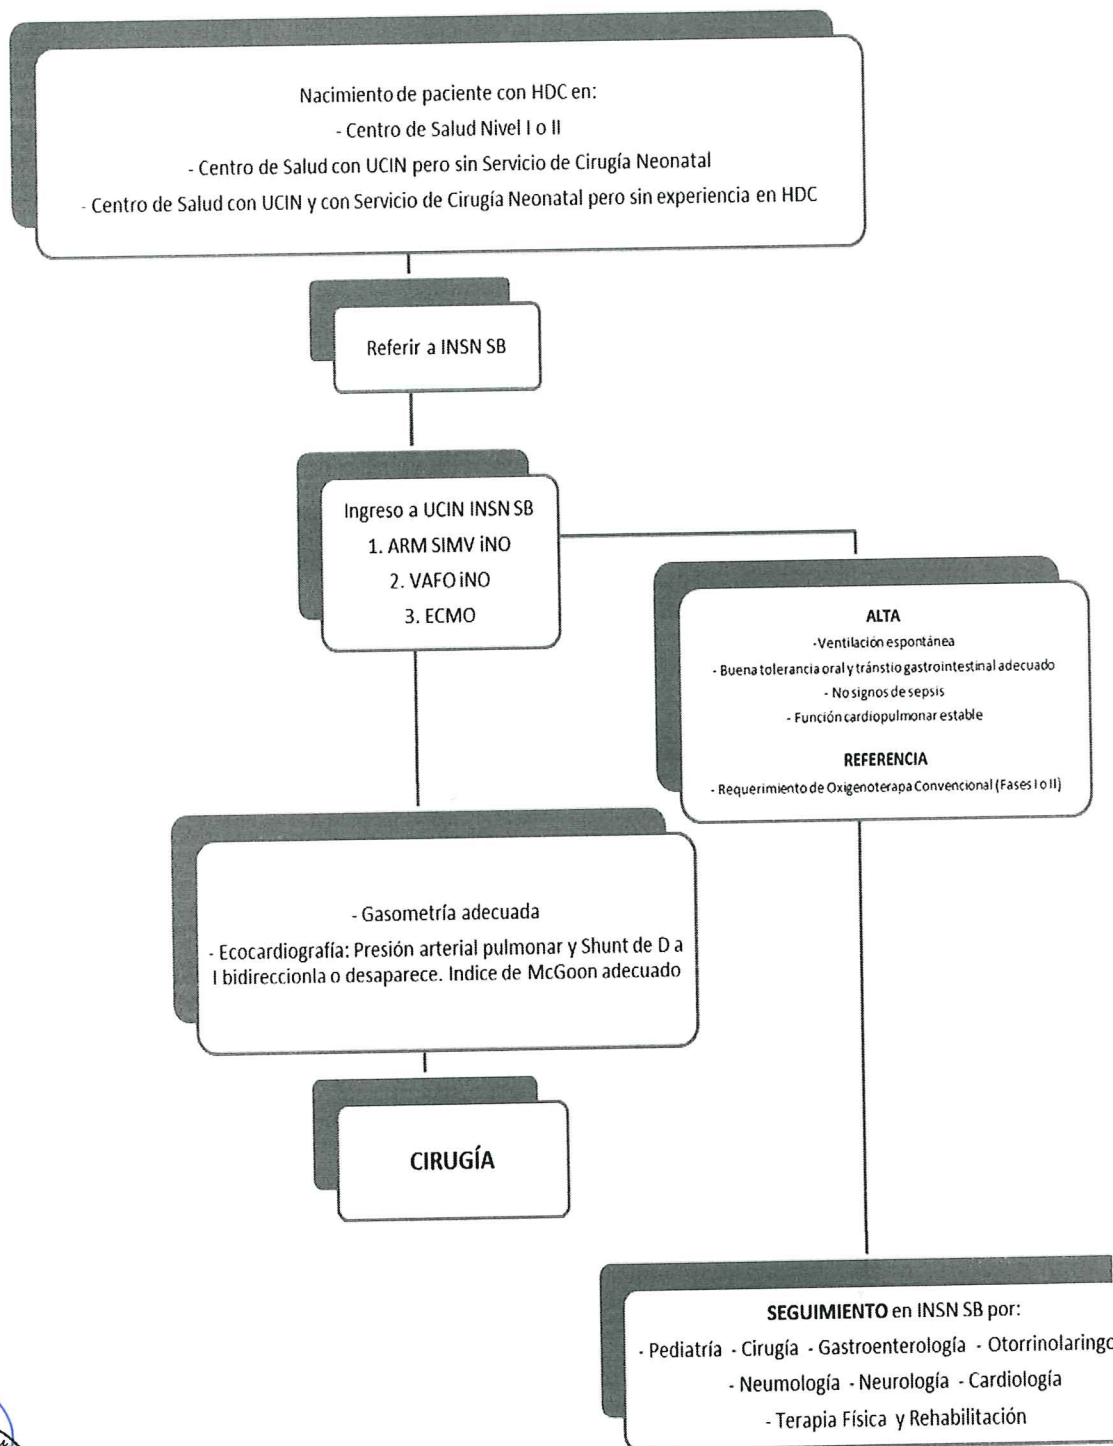 Nacimiento de paciente con HDC en:
- Centro de Salud Nivel I o II
- Centro de Salud con UCIN pero sin Servicio de Cirugía Neonatal
- Centro de Salud con UCIN y con Servicio de Cirugía Neonatal pero sin experiencia en HDC
Referir a INSN SB
Ingreso a UCIN INSN SB
1. ARM SIMV iNO
2. VAFO iNO
3. ECMO
ALTA
- Ventilación espontánea
- Buena tolerancia oral y tránstio gastrointestinal adecuado
- No signos de sepsis
- Función cardiopulmonar estable
REFERENCIA
- Requerimiento de Oxigenoterapa Convencional (Fases I o II)
- Gasometría adecuada
- Ecocardiografía: Presión arterial pulmonar y Shunt de D a
I bidireccionla o desaparece. Indice de McGoon adecuado
CIRUGÍA
SEGUIMIENTO en INSN SB por:
- Pediatría - Cirugía - Gastroenterología - Otorrinolaringo
- Neumología - Neurología - Cardiología
- Terapia Física y Rehabilitación